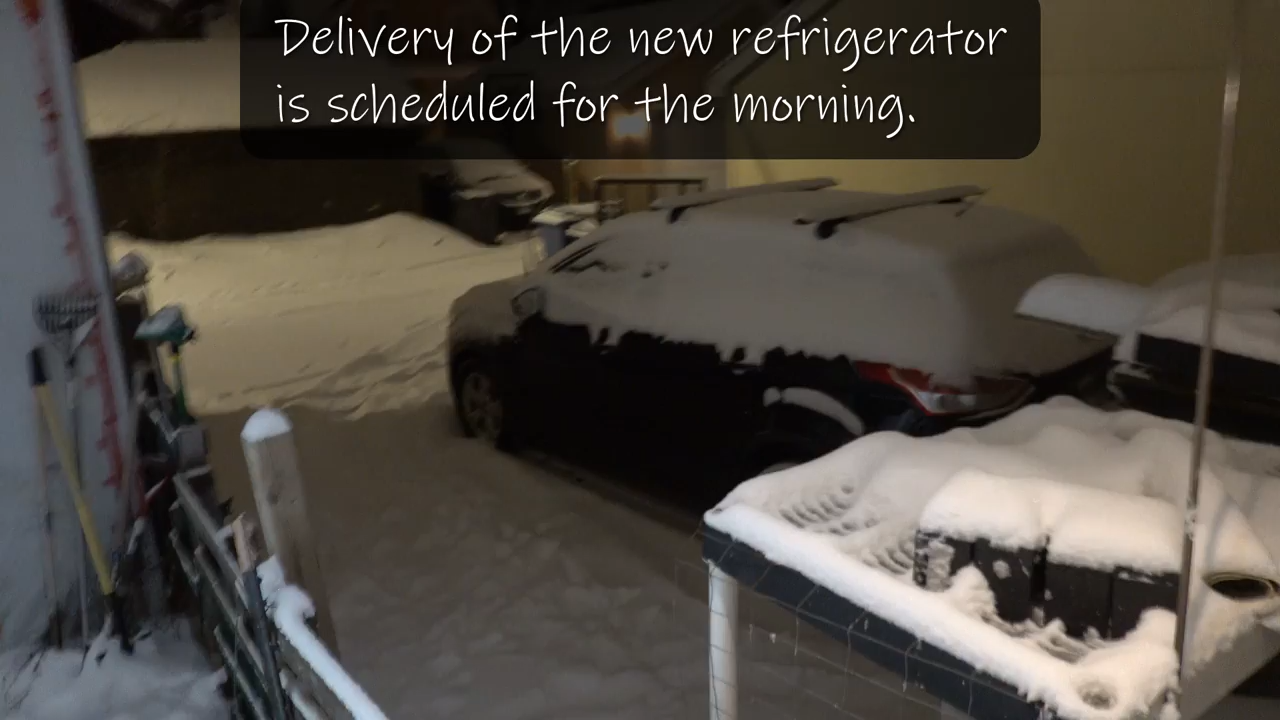 Delivery of the new refrigerator
is scheduled for the morning.